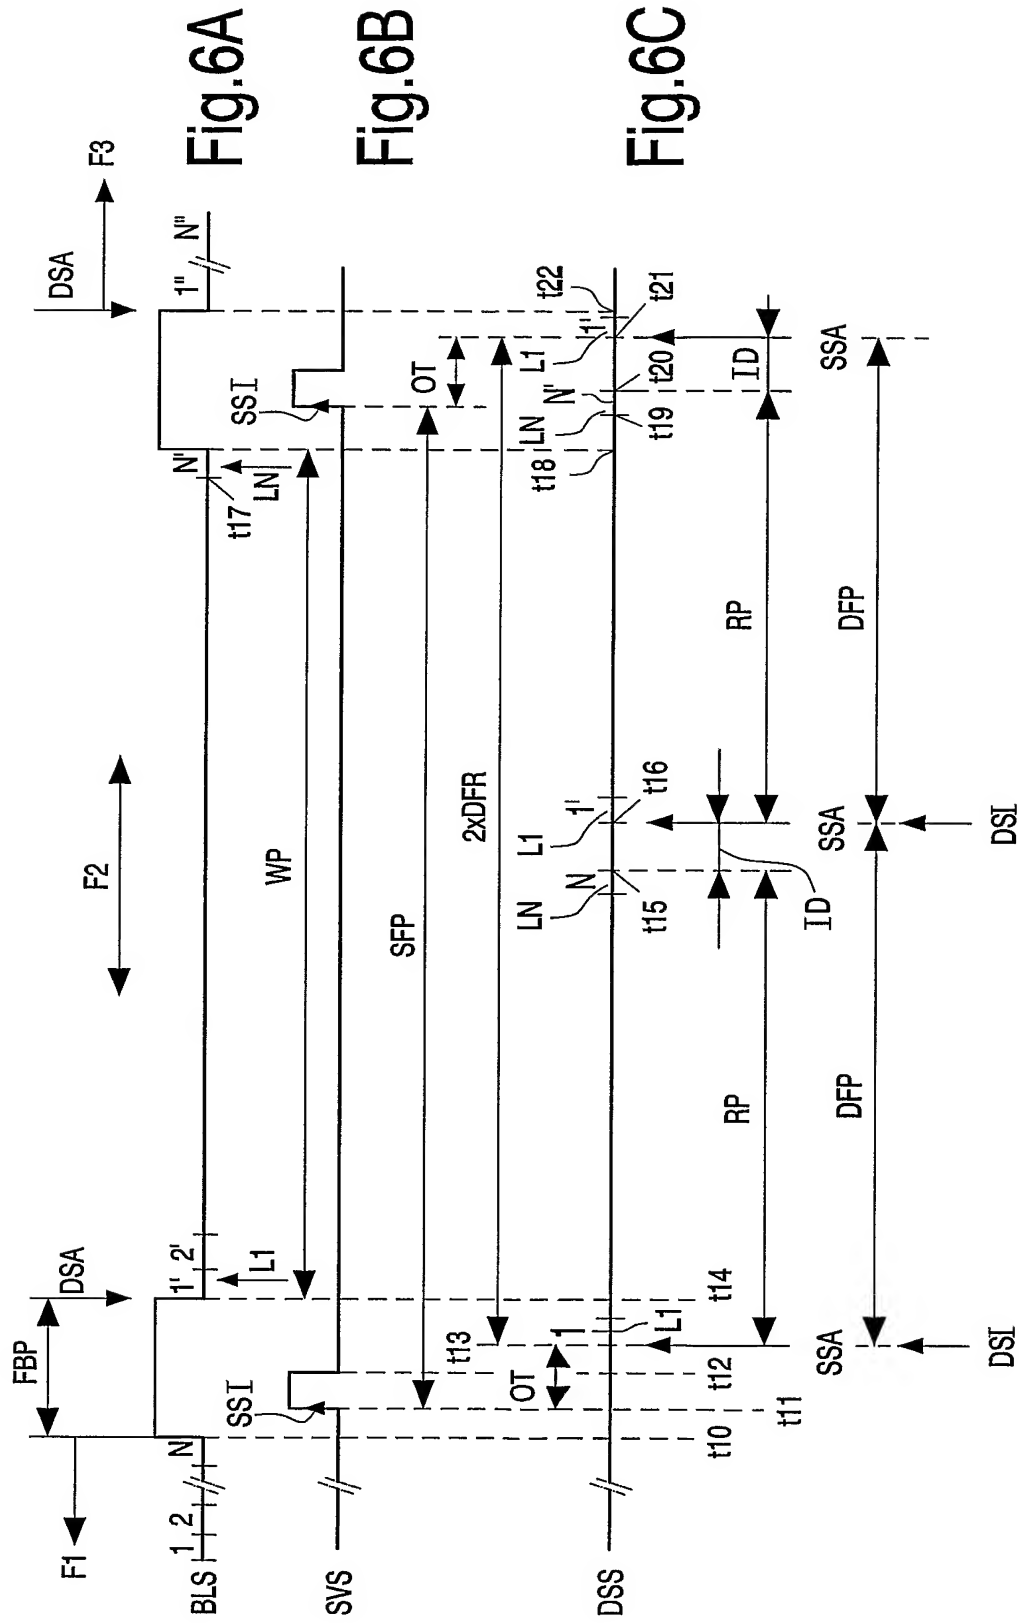 F1 F2 F3
FBP DSA DSA
BLS 1 2 N 1' 2' N' 1'' N''' Fig.6A
L1 t17 LN
WP
SSI SSI
SVS Fig.6B
SFP
OT OT
t13 2xDFR
1 L1 LN N L1 1' t18 LN N' L1 1' t22
DSS Fig.6C
t10 t11 t12 t14 t15 t16 t19 t20 t21
ID ID
RP RP
SSA SSA SSA
DFP DFP
DSI DSI